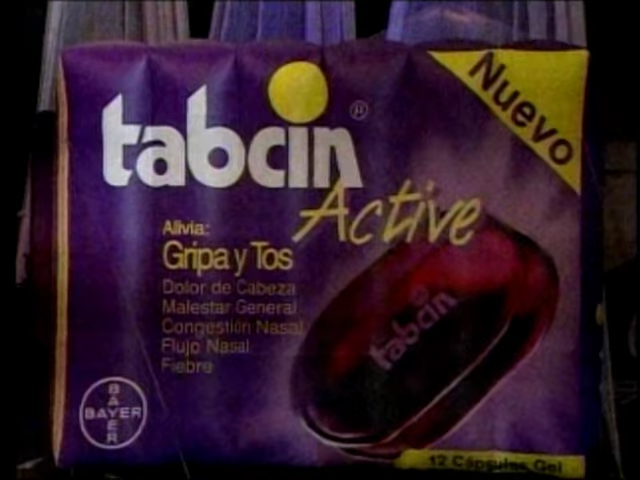 Nuevo
tabcin
Active
Alivia:
Gripa y Tos
Dolor de Cabeza
Malestar General
Congestión Nasal
Flujo Nasal
Fiebre
tabcin
BAYER
BAYER
12 Cápsulas Gel